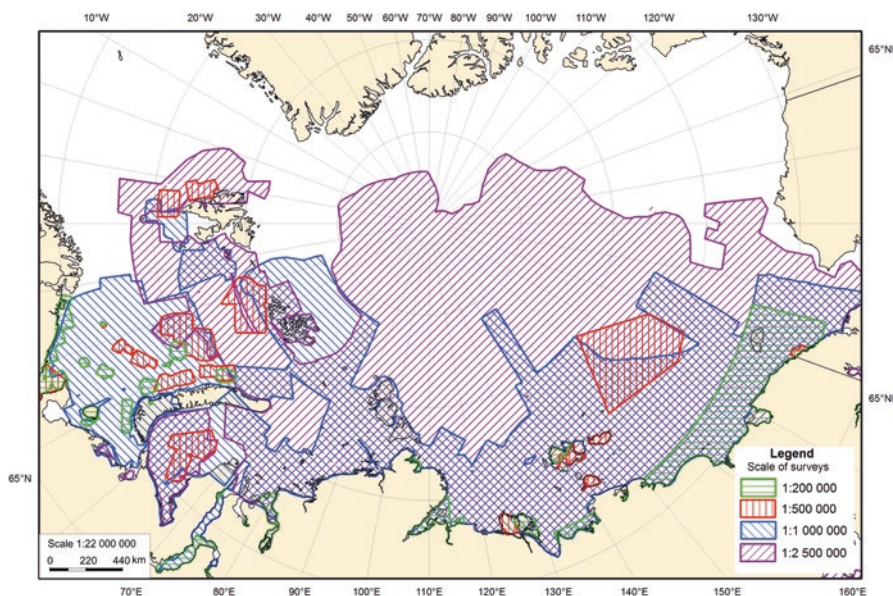 10°W 20°W 30°W 40°W 50°W 60°W 70°W 80°W 90°W 100°W 110°W 120°W 130°W
65°N
65°N
65°N
Legend
Scale of surveys
1:200 000
1:500 000
1:1 000 000
1:2 500 000
Scale 1:22 000 000
0 220 440 km
70°E 80°E 90°E 100°E 110°E 120°E 130°E 140°E 150°E 160°E